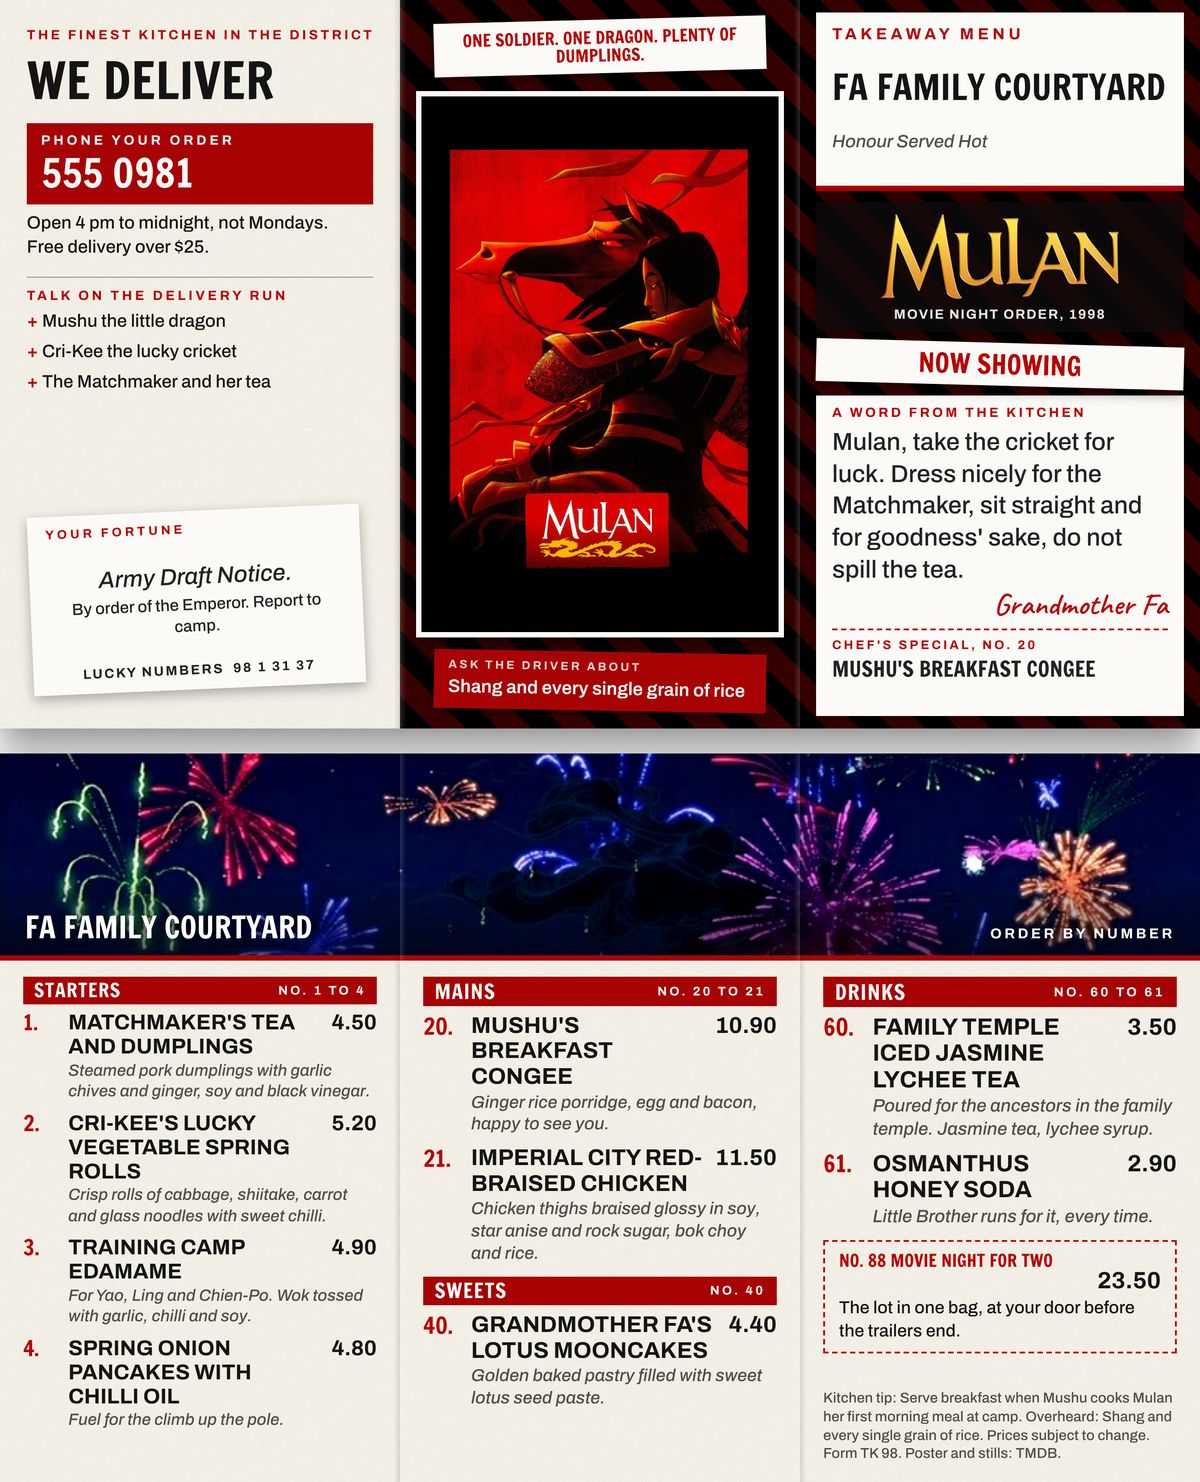 THE FINEST KITCHEN IN THE DISTRICT
WE DELIVER
PHONE YOUR ORDER
555 0981
Open 4 pm to midnight, not Mondays.
Free delivery over $25.
TALK ON THE DELIVERY RUN
+ Mushu the little dragon
+ Cri-Kee the lucky cricket
+ The Matchmaker and her tea
YOUR FORTUNE
Army Draft Notice.
By order of the Emperor. Report to
camp.
LUCKY NUMBERS 98 1 31 37
ONE SOLDIER. ONE DRAGON. PLENTY OF
DUMPLINGS.
MULAN
ASK THE DRIVER ABOUT
Shang and every single grain of rice
TAKEAWAY MENU
FA FAMILY COURTYARD
Honour Served Hot
MULAN
MOVIE NIGHT ORDER, 1998
NOW SHOWING
A WORD FROM THE KITCHEN
Mulan, take the cricket for
luck. Dress nicely for the
Matchmaker, sit straight and
for goodness' sake, do not
spill the tea.
Grandmother Fa
CHEF'S SPECIAL, NO. 20
MUSHU'S BREAKFAST CONGEE
FA FAMILY COURTYARD
ORDER BY NUMBER
STARTERS NO. 1 TO 4
1. MATCHMAKER'S TEA 4.50
AND DUMPLINGS
Steamed pork dumplings with garlic
chives and ginger, soy and black vinegar.
2. CRI-KEE'S LUCKY 5.20
VEGETABLE SPRING
ROLLS
Crisp rolls of cabbage, shiitake, carrot
and glass noodles with sweet chilli.
3. TRAINING CAMP 4.90
EDAMAME
For Yao, Ling and Chien-Po. Wok tossed
with garlic, chilli and soy.
4. SPRING ONION 4.80
PANCAKES WITH
CHILLI OIL
Fuel for the climb up the pole.
MAINS NO. 20 TO 21
20. MUSHU'S 10.90
BREAKFAST
CONGEE
Ginger rice porridge, egg and bacon,
happy to see you.
21. IMPERIAL CITY RED- 11.50
BRAISED CHICKEN
Chicken thighs braised glossy in soy,
star anise and rock sugar, bok choy
and rice.
SWEETS NO. 40
40. GRANDMOTHER FA'S 4.40
LOTUS MOONCAKES
Golden baked pastry filled with sweet
lotus seed paste.
DRINKS NO. 60 TO 61
60. FAMILY TEMPLE 3.50
ICED JASMINE
LYCHEE TEA
Poured for the ancestors in the family
temple. Jasmine tea, lychee syrup.
61. OSMANTHUS 2.90
HONEY SODA
Little Brother runs for it, every time.
NO. 88 MOVIE NIGHT FOR TWO
23.50
The lot in one bag, at your door before
the trailers end.
Kitchen tip: Serve breakfast when Mushu cooks Mulan
her first morning meal at camp. Overheard: Shang and
every single grain of rice. Prices subject to change.
Form TK 98. Poster and stills: TMDB.